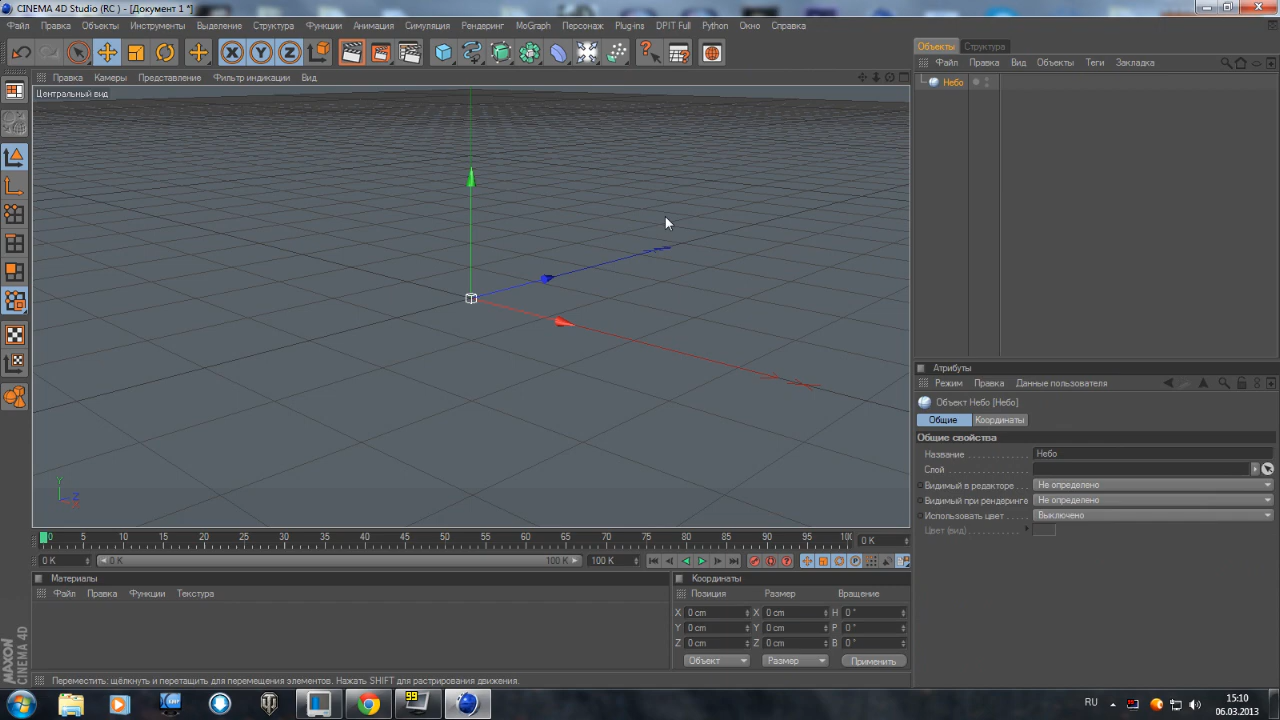 CINEMA 4D Studio (RC) - [Документ 1 *]
Файл Правка Объекты Инструменты Выделение Структура Функции Анимация Симуляция Рендеринг MoGraph Персонаж Plug-ins DPIT Full Python Окно Справка
Объекты Структура
Файл Правка Вид Объекты Теги Закладка
Небо
Правка Камеры Представление Фильтр индикации Вид
Центральный вид
Y
Z
X
Атрибуты
Режим Правка Данные пользователя
Объект Небо [Небо]
Общие Координаты
Общие свойства
Название Небо
Слой
Видимый в редакторе Не определено
Видимый при рендеринге Не определено
Использовать цвет Выключено
Цвет (вид)
0 5 10 15 20 25 30 35 40 45 50 55 60 65 70 75 80 85 90 95 10
0 K
0 K 0 K 100 K 100 K
Материалы
Файл Правка Функции Текстура
Координаты
Позиция Размер Вращение
X 0 cm X 0 cm H 0 °
Y 0 cm Y 0 cm P 0 °
Z 0 cm Z 0 cm B 0 °
Объект Размер Применить
MAXON
CINEMA 4D
Переместить: щёлкнуть и перетащить для перемещения элементов. Нажать SHIFT для растрирования движения.
99
RU
15:10
06.03.2013